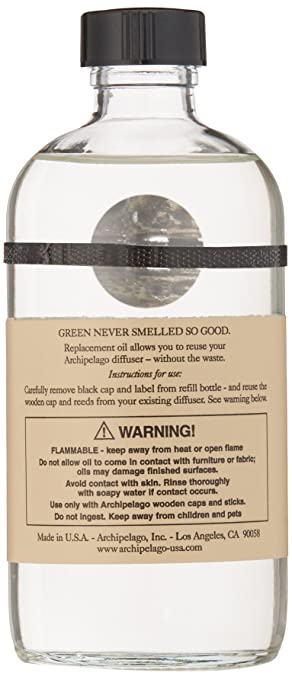 GREEN NEVER SMELLED SO GOOD.
Replacement oil allows you to reuse your
Archipelago diffuser – without the waste.
Instructions for use:
Carefully remove black cap and label from refill bottle - and reuse the
wooden cap and reeds from your existing diffuser. See warning below.
WARNING!
FLAMMABLE - keep away from heat or open flame
Do not allow oil to come in contact with furniture or fabric;
oils may damage finished surfaces.
Avoid contact with skin. Rinse thoroughly
with soapy water if contact occurs.
Use only with Archipelago wooden caps and sticks.
Do not ingest. Keep away from children and pets
Made in U.S.A. - Archipelago, Inc. - Los Angeles, CA 90058
www.archipelago-usa.com